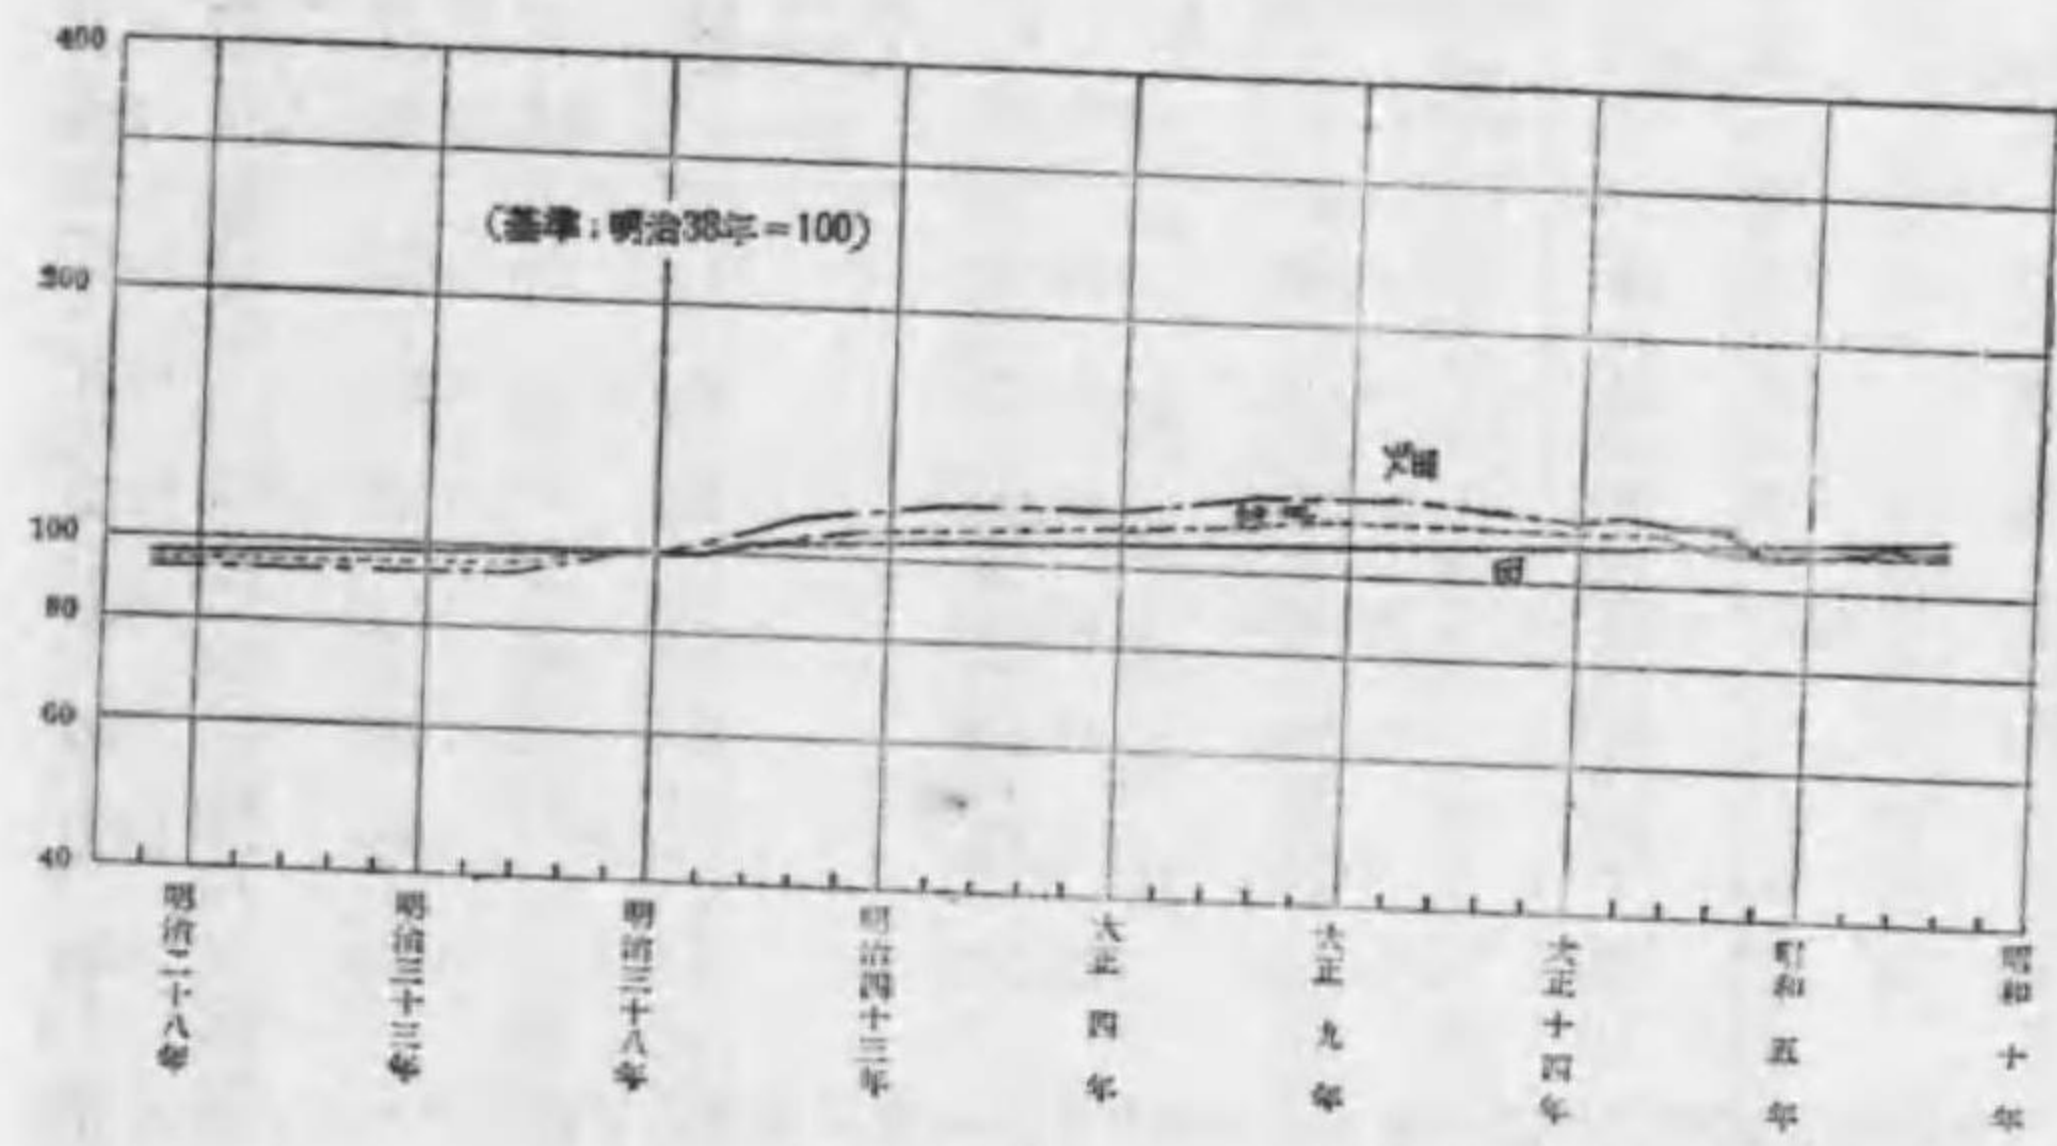 400
200
100
80
60
40
(基準:明治38年=100)
田
明治二十八年
明治三十三年
明治三十八年
明治四十三年
大正四年
大正九年
大正十四年
昭和五年
昭和十年